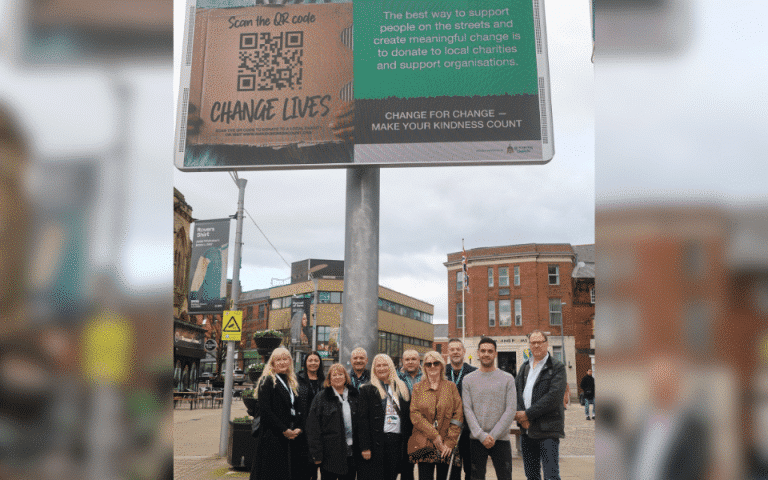 Scan the QR code
CHANGE LIVES
The best way to support
people on the streets and
create meaningful change is
to donate to local charities
and support organisations.
CHANGE FOR CHANGE —
MAKE YOUR KINDNESS COUNT